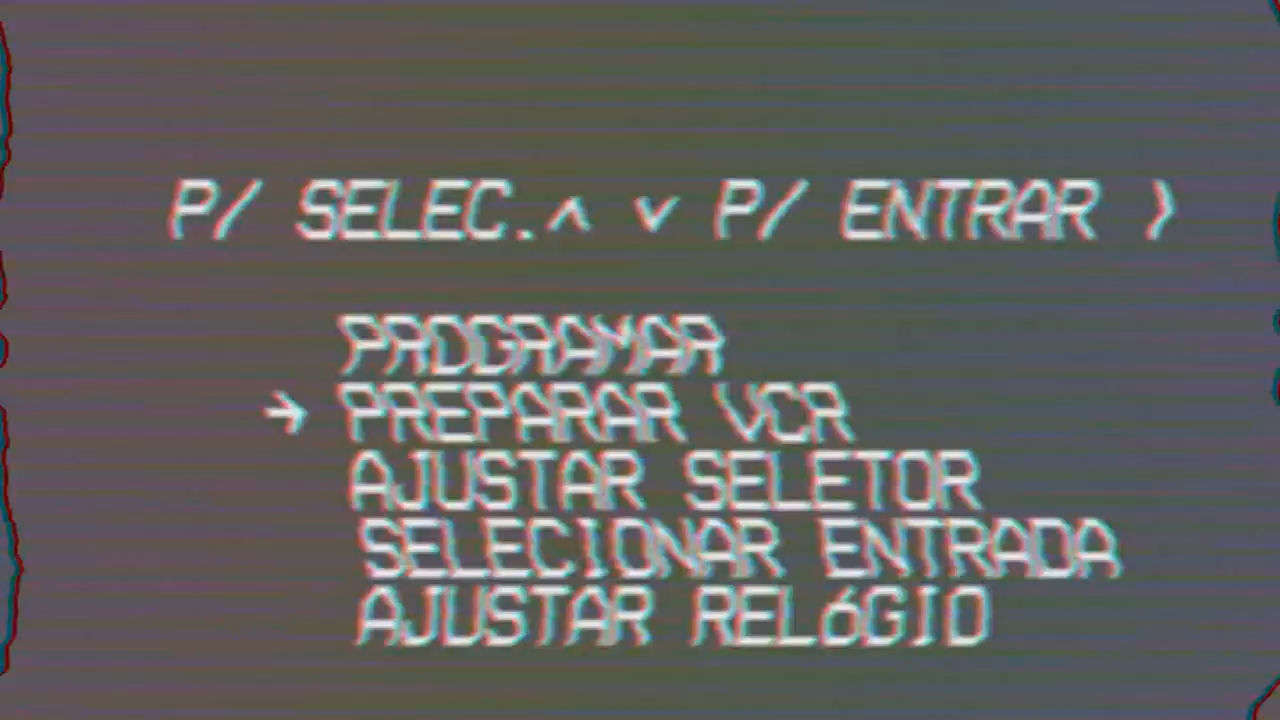 P/ SELEC.∧ ∨ P/ ENTRAR ⟩
PROGRAMAR
→ PREPARAR VCR
AJUSTAR SELETOR
SELECIONAR ENTRADA
AJUSTAR RELóGIO